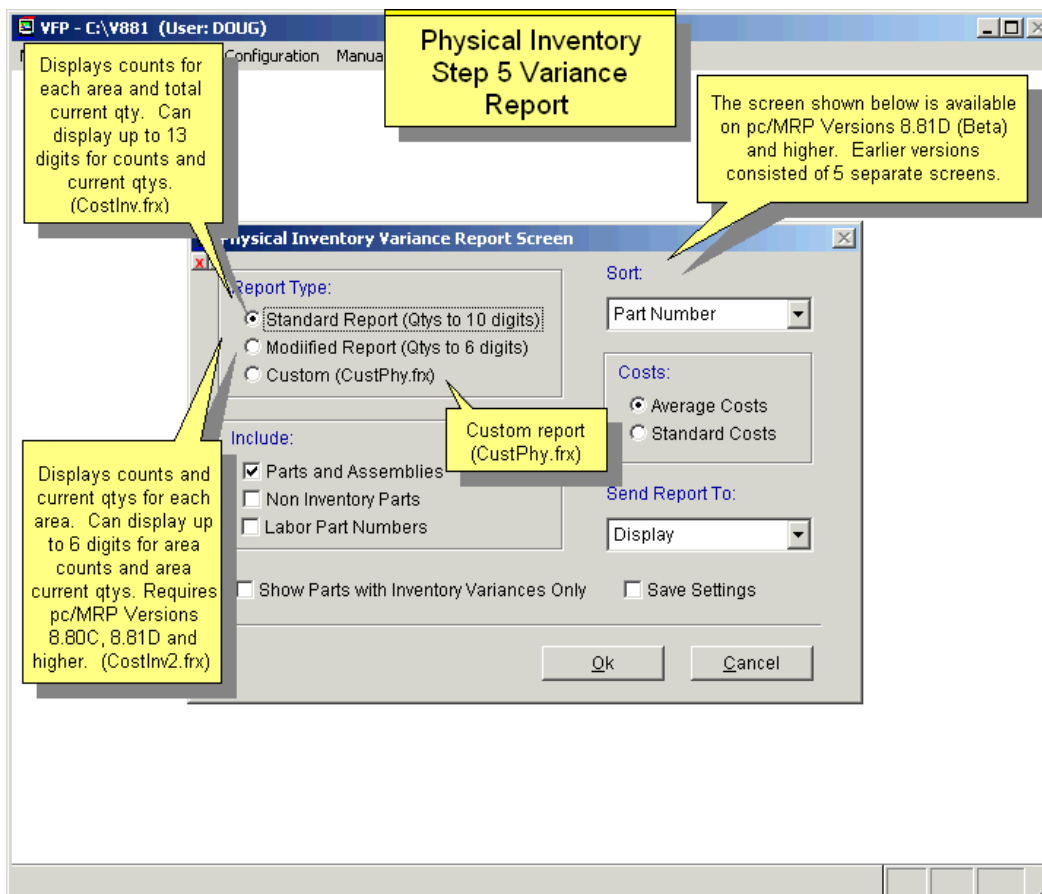 VFP - C:\V881 (User: DOUG)
Configuration Manua
Physical Inventory
Step 5 Variance
Report
Displays counts for
each area and total
current qty. Can
display up to 13
digits for counts and
current qtys.
(CostInv.frx)
The screen shown below is available
on pc/MRP Versions 8.81D (Beta)
and higher. Earlier versions
consisted of 5 separate screens.
Physical Inventory Variance Report Screen
Report Type:
Standard Report (Qtys to 10 digits)
Modiified Report (Qtys to 6 digits)
Custom (CustPhy.frx)
Sort:
Part Number
Costs:
Average Costs
Standard Costs
Custom report
(CustPhy.frx)
Include:
Parts and Assemblies
Non Inventory Parts
Labor Part Numbers
Send Report To:
Display
Displays counts and
current qtys for each
area. Can display up
to 6 digits for area
counts and area
current qtys. Requires
pc/MRP Versions
8.80C, 8.81D and
higher. (CostInv2.frx)
Show Parts with Inventory Variances Only
Save Settings
Ok
Cancel